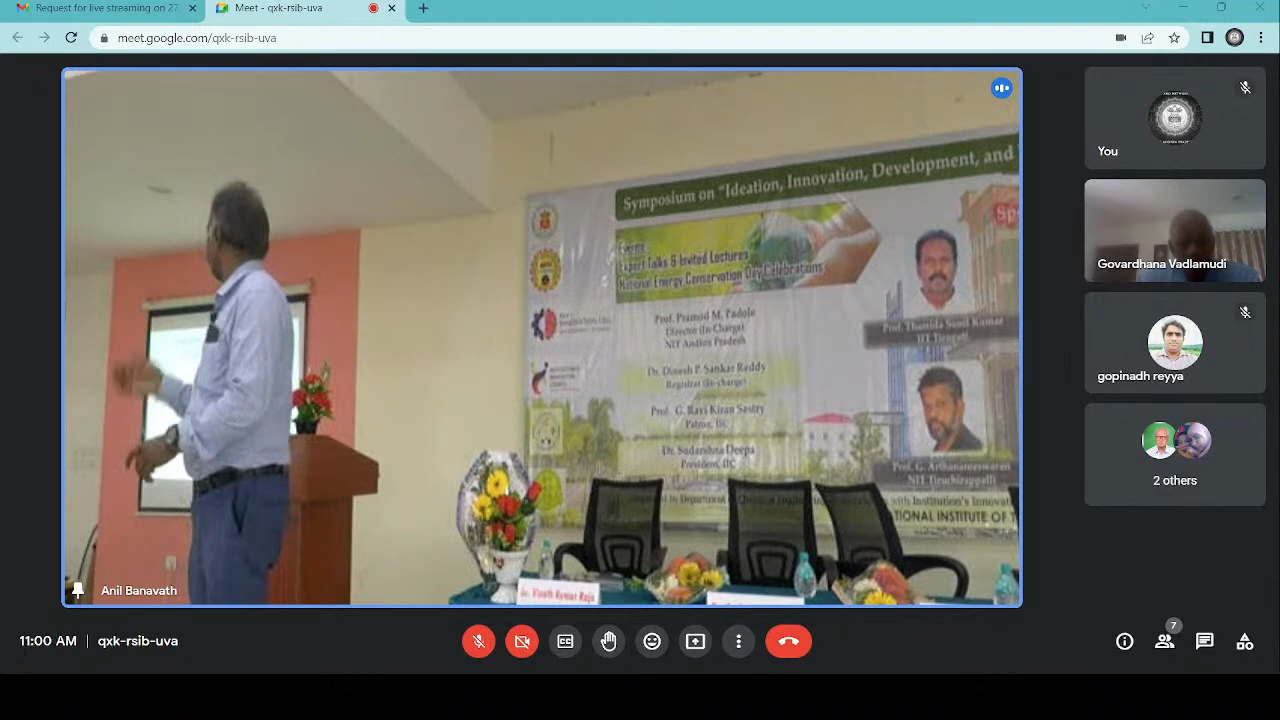 Request for live streaming on 27
Meet - qxk-rsib-uva
meet.google.com/qxk-rsib-uva
Symposium on "Ideation, Innovation, Development, and
Events
Expert Talks & Invited Lectures
National Energy Conservation Day Celebrations
Prof. Pramod M. Padole
Director (In-Charge)
NIT Andhra Pradesh
Dr. Dinesh P. Sankar Reddy
Registrar (In-charge)
Prof. G. Ravi Kiran Sastry
Patron, IIC
Dr. Sudarshna Deepa
President, IIC
Prof. Thamida Sunil Kumar
IIT Tirupati
Prof. G. Arthanareeswaran
NIT Tiruchirappalli
with Institution's Innovat
TIONAL INSTITUTE OF T
Anil Banavath
You
Govardhana Vadlamudi
gopinadh reyya
2 others
11:00 AM
qxk-rsib-uva
7